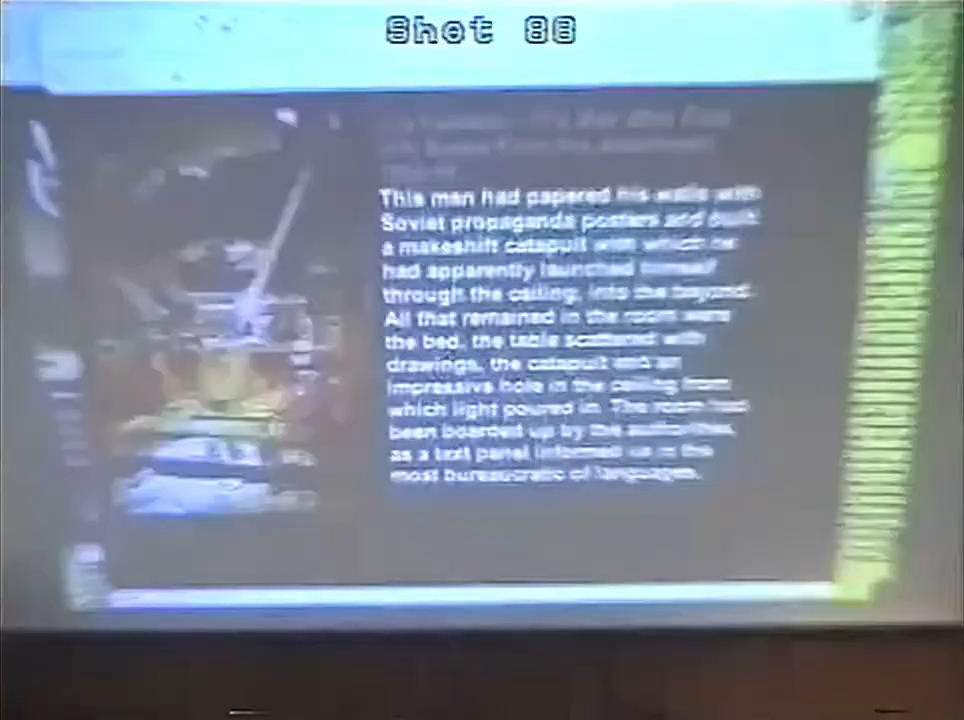 Shot 88
This man had papered his walls with
Soviet propaganda posters and built
a makeshift catapult with which he
had apparently launched himself
through the ceiling, into the beyond.
All that remained in the room were
the bed, the table scattered with
drawings, the catapult and an
impressive hole in the ceiling from
which light poured in. The room had
been boarded up by the authorities,
as a text panel informed us in the
most bureaucratic of languages.